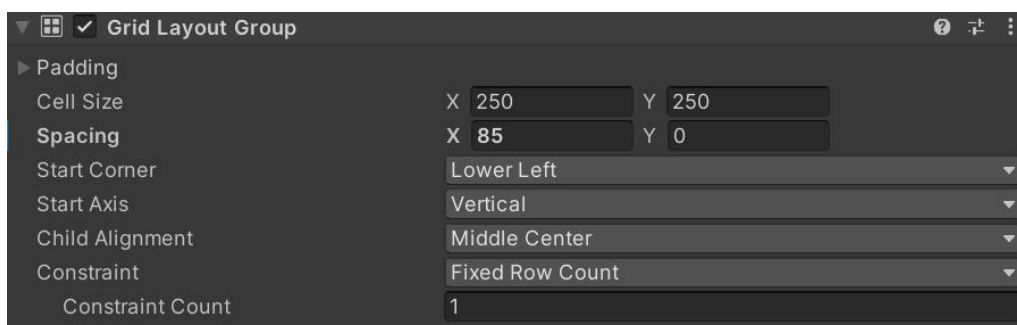 Grid Layout Group
Padding
Cell Size X 250 Y 250
Spacing X 85 Y 0
Start Corner Lower Left
Start Axis Vertical
Child Alignment Middle Center
Constraint Fixed Row Count
Constraint Count 1